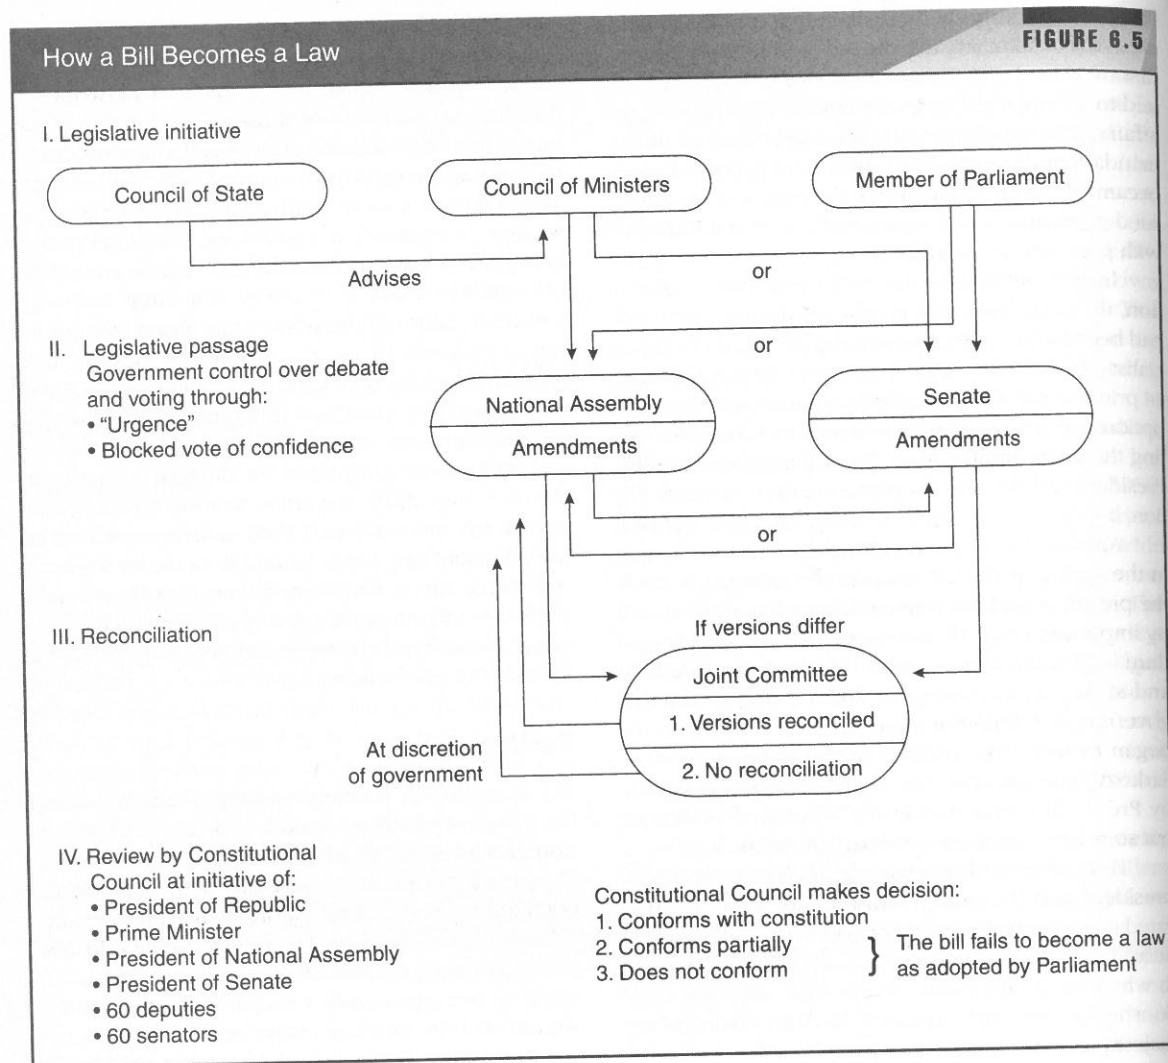 How a Bill Becomes a Law
FIGURE 6.5
I. Legislative initiative
Council of State
Council of Ministers
Member of Parliament
Advises
or
or
II. Legislative passage
Government control over debate
and voting through:
• “Urgence”
• Blocked vote of confidence
National Assembly
Amendments
Senate
Amendments
or
III. Reconciliation
If versions differ
Joint Committee
1. Versions reconciled
2. No reconciliation
At discretion
of government
IV. Review by Constitutional
Council at initiative of:
• President of Republic
• Prime Minister
• President of National Assembly
• President of Senate
• 60 deputies
• 60 senators
Constitutional Council makes decision:
1. Conforms with constitution
2. Conforms partially
3. Does not conform
} The bill fails to become a law
as adopted by Parliament